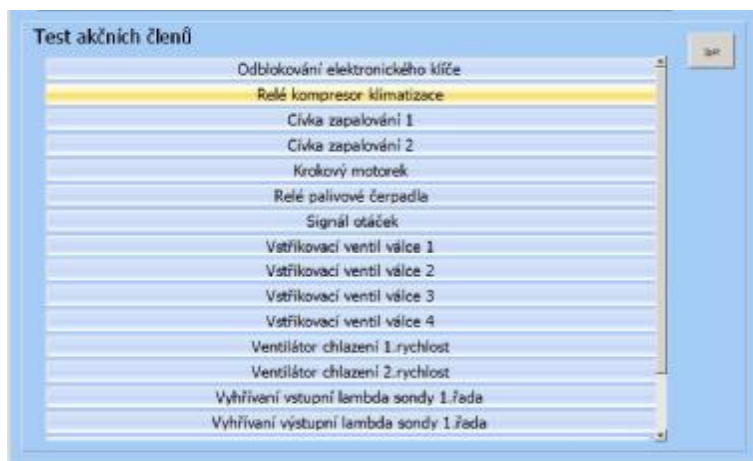 Test akčních členů
Odblokování elektronického klíče
Relé kompresor klimatizace
Cívka zapalování 1
Cívka zapalování 2
Krokový motorek
Relé palivové čerpadla
Signál otáček
Vstřikovací ventil válce 1
Vstřikovací ventil válce 2
Vstřikovací ventil válce 3
Vstřikovací ventil válce 4
Ventilátor chlazení 1.rychlost
Ventilátor chlazení 2.rychlost
Vyhřívaní vstupní lambda sondy 1.řada
Vyhřívaní výstupní lambda sondy 1.řada